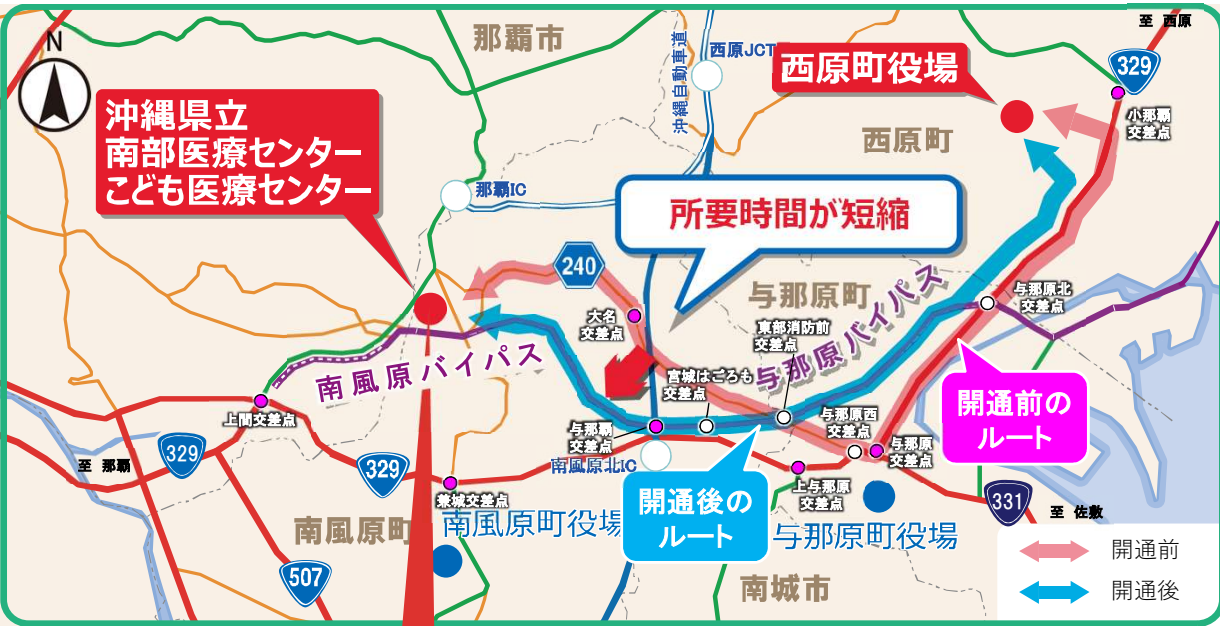 至 西原
N
那覇市
西原JCT
沖縄自動車道
西原町役場
329
小那覇
交差点
沖縄県立
南部医療センター
こども医療センター
西原町
那覇IC
所要時間が短縮
240
与那原町
与那原北
交差点
大名
交差点
東部消防前
交差点
与那原バイパス
南風原バイパス
宮城はごろも
交差点
開通前の
ルート
上間交差点
与那覇
交差点
与那原西
交差点
与那原
交差点
329
至 那覇
329
南風原北IC
上与那原
交差点
兼城交差点
開通後の
ルート
331
至 佐敷
南風原町
南風原町役場
与那原町役場
507
南城市
開通前
開通後